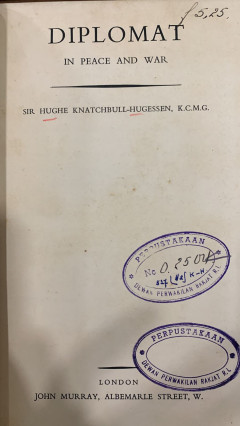 f 5,25.
DIPLOMAT
IN PEACE AND WAR
SIR HUGHE KNATCHBULL-HUGESSEN, K.C.M.G.
PERPUSTAKAAN
No
DEWAN PERWAKILAN RAKJAT R.I.
PERPUSTAKAAN
DEWAN PERWAKILAN RAKJAT R.I.
LONDON
JOHN MURRAY, ALBEMARLE STREET, W.